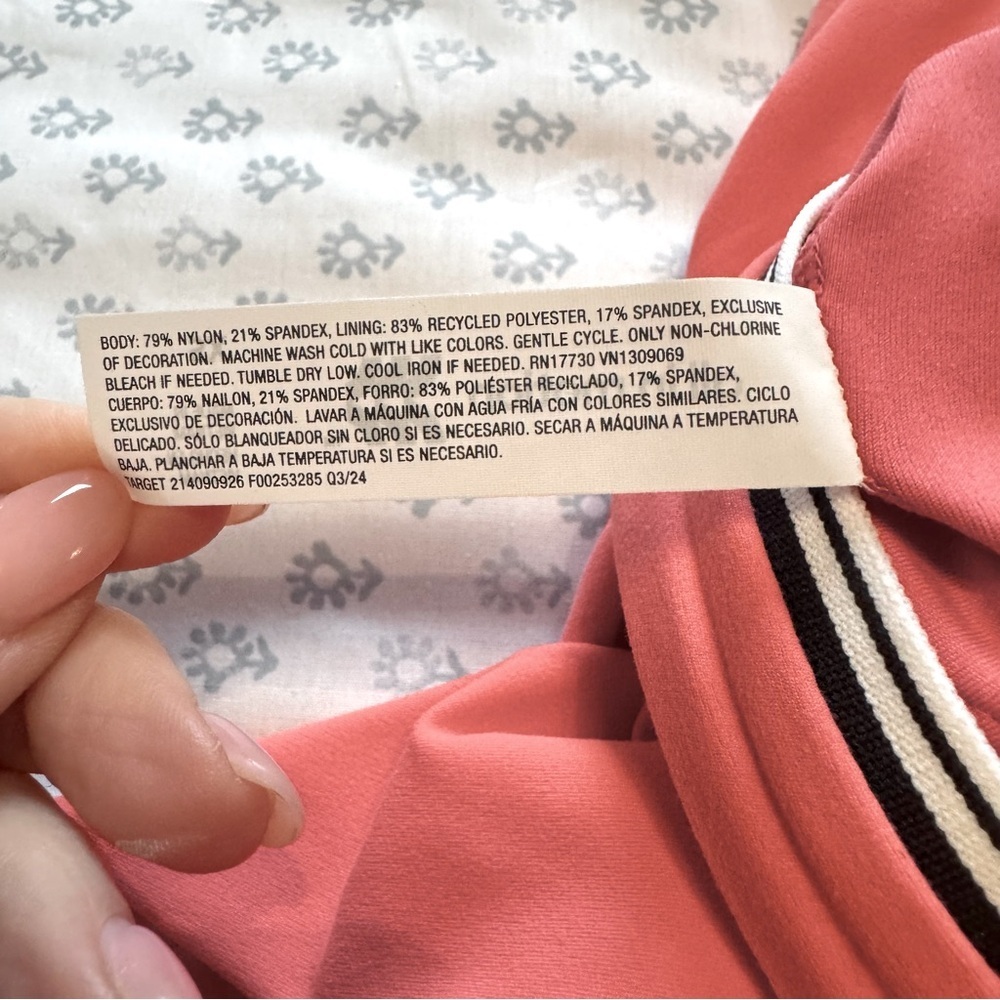 BODY: 79% NYLON, 21% SPANDEX, LINING: 83% RECYCLED POLYESTER, 17% SPANDEX, EXCLUSIVE
OF DECORATION. MACHINE WASH COLD WITH LIKE COLORS. GENTLE CYCLE. ONLY NON-CHLORINE
BLEACH IF NEEDED. TUMBLE DRY LOW. COOL IRON IF NEEDED. RN17730 VN1309069
CUERPO: 79% NAILON, 21% SPANDEX, FORRO: 83% POLIÉSTER RECICLADO, 17% SPANDEX,
EXCLUSIVO DE DECORACIÓN. LAVAR A MÁQUINA CON AGUA FRÍA CON COLORES SIMILARES. CICLO
DELICADO. SÓLO BLANQUEADOR SIN CLORO SI ES NECESARIO. SECAR A MÁQUINA A TEMPERATURA
BAJA. PLANCHAR A BAJA TEMPERATURA SI ES NECESARIO.
TARGET 214090926 F00253285 Q3/24